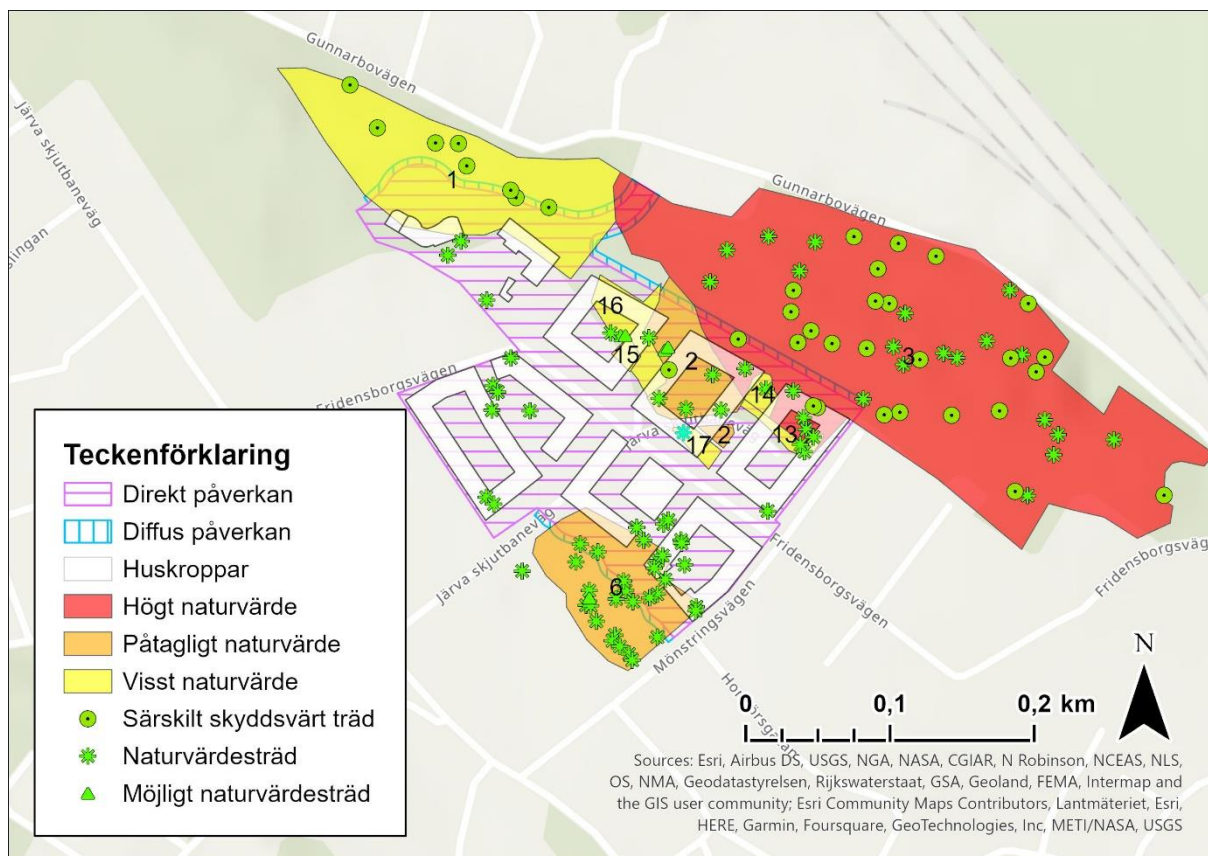 Gunnarbovägen
Järva skjutbaneväg
Gunnarbovägen
1
16
15
2
3
14
Fridensborgsvägen
13
2
17
Teckenförklaring
Direkt påverkan
Diffus påverkan
Huskroppar
Högt naturvärde
Påtagligt naturvärde
Visst naturvärde
Särskilt skyddsvärt träd
Naturvärdesträd
Möjligt naturvärdesträd
Järva skjutbaneväg
6
Fridensborgsvägen
Mönstringsvägen
N
0 0,1 0,2 km
Sources: Esri, Airbus DS, USGS, NGA, NASA, CGIAR, N Robinson, NCEAS, NLS,
OS, NMA, Geodatastyrelsen, Rijkswaterstaat, GSA, Geoland, FEMA, Intermap and
the GIS user community; Esri Community Maps Contributors, Lantmäteriet, Esri,
HERE, Garmin, Foursquare, GeoTechnologies, Inc, METI/NASA, USGS